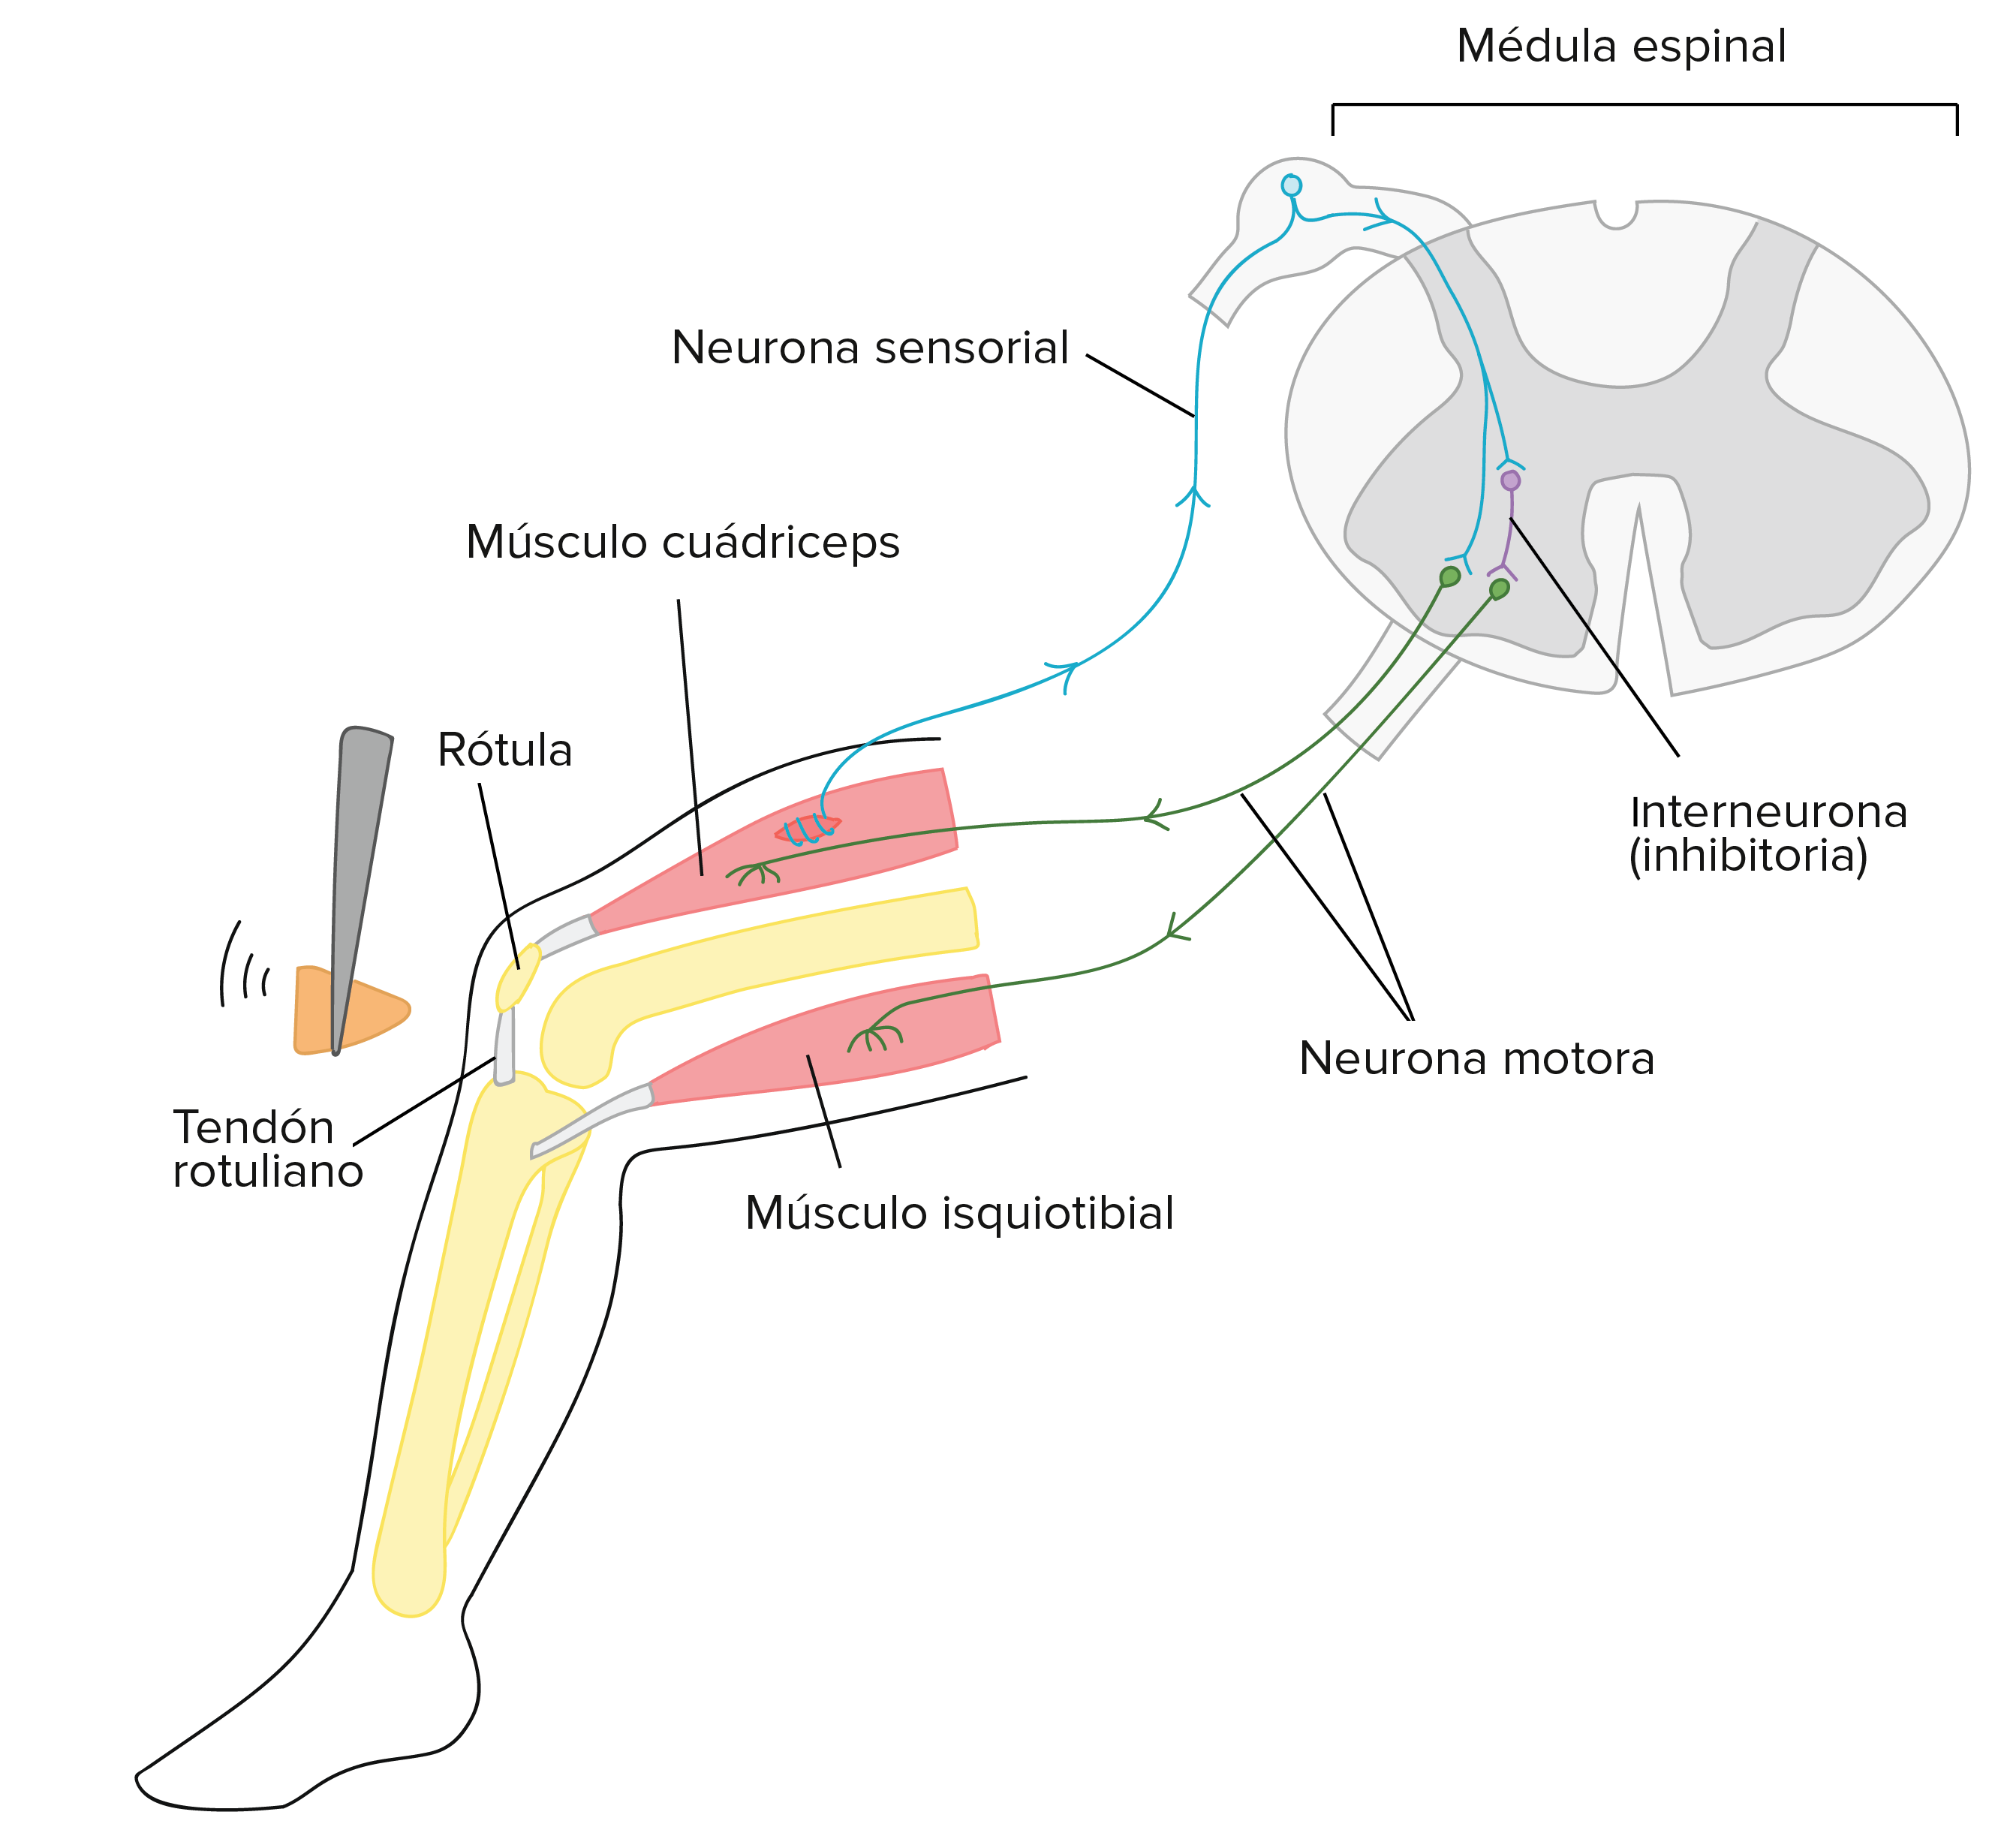 Médula espinal
Neurona sensorial
Músculo cuádriceps
Rótula
Interneurona
(inhibitoria)
Neurona motora
Tendón
rotuliano
Músculo isquiotibial